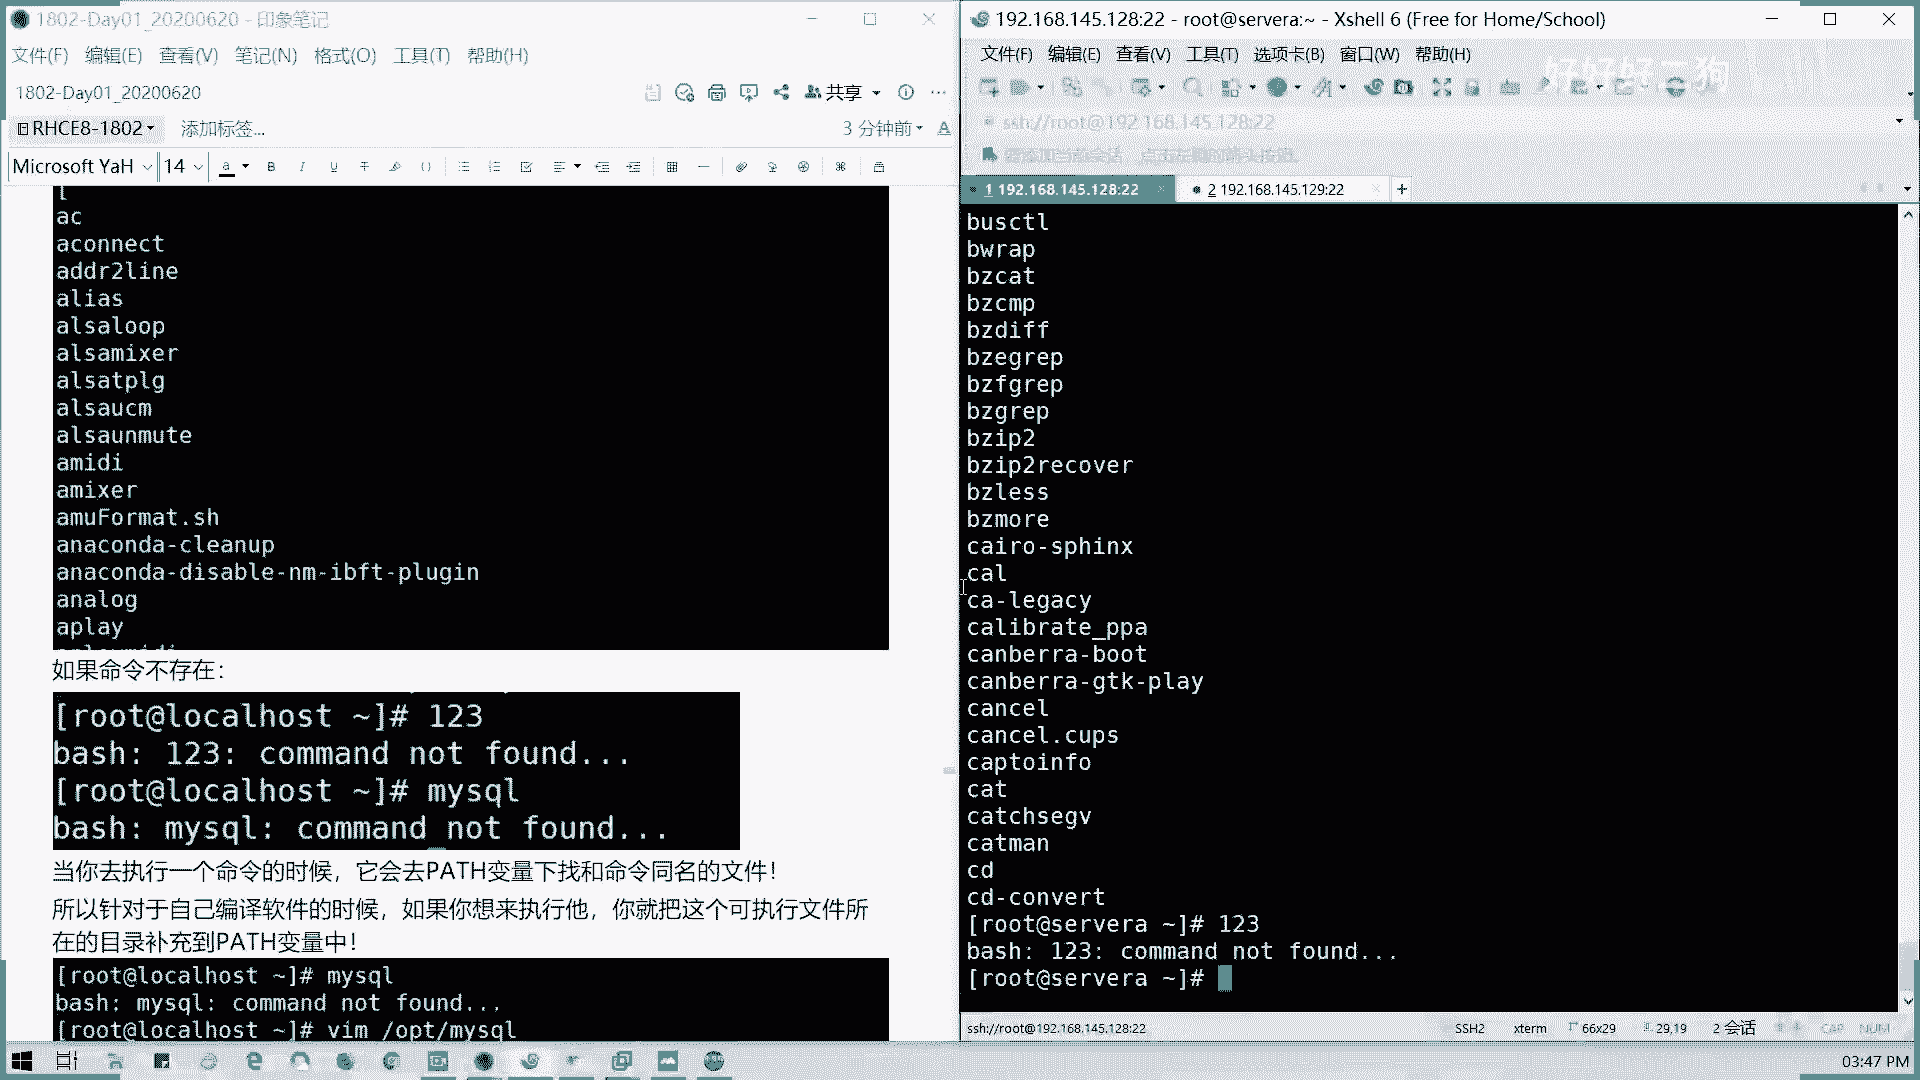 1802-Day01_20200620 - 印象笔记
文件(F) 编辑(E) 查看(V) 笔记(N) 格式(O) 工具(T) 帮助(H)
1802-Day01_20200620
共享
RHCE8-1802
添加标签...
3 分钟前
Microsoft YaH
14
ac
aconnect
addr2line
alias
alsaloop
alsamixer
alsatplg
alsaucm
alsaunmute
amidi
amixer
amuFormat.sh
anaconda-cleanup
anaconda-disable-nm-ibft-plugin
analog
aplay
如果命令不存在：
[root@localhost ~]# 123
bash: 123: command not found...
[root@localhost ~]# mysql
bash: mysql: command not found...
当你去执行一个命令的时候，它会去PATH变量下找和命令同名的文件！
所以针对于自己编译软件的时候，如果你想来执行他，你就把这个可执行文件所
在的目录补充到PATH变量中！
[root@localhost ~]# mysql
bash: mysql: command not found...
[root@localhost ~]# vim /opt/mysql
192.168.145.128:22 - root@servera:~ - Xshell 6 (Free for Home/School)
文件(F) 编辑(E) 查看(V) 工具(T) 选项卡(B) 窗口(W) 帮助(H)
好好好二狗
ssh://root@192.168.145.128:22
1 192.168.145.128:22
2 192.168.145.129:22
busctl
bwrap
bzcat
bzcmp
bzdiff
bzegrep
bzfgrep
bzgrep
bzip2
bzip2recover
bzless
bzmore
cairo-sphinx
cal
ca-legacy
calibrate_ppa
canberra-boot
canberra-gtk-play
cancel
cancel.cups
captoinfo
cat
catchsegv
catman
cd
cd-convert
[root@servera ~]# 123
bash: 123: command not found...
[root@servera ~]#
ssh://root@192.168.145.128:22 SSH2 xterm 66x29 29,19 2 会话 CAP NUM
03:47 PM